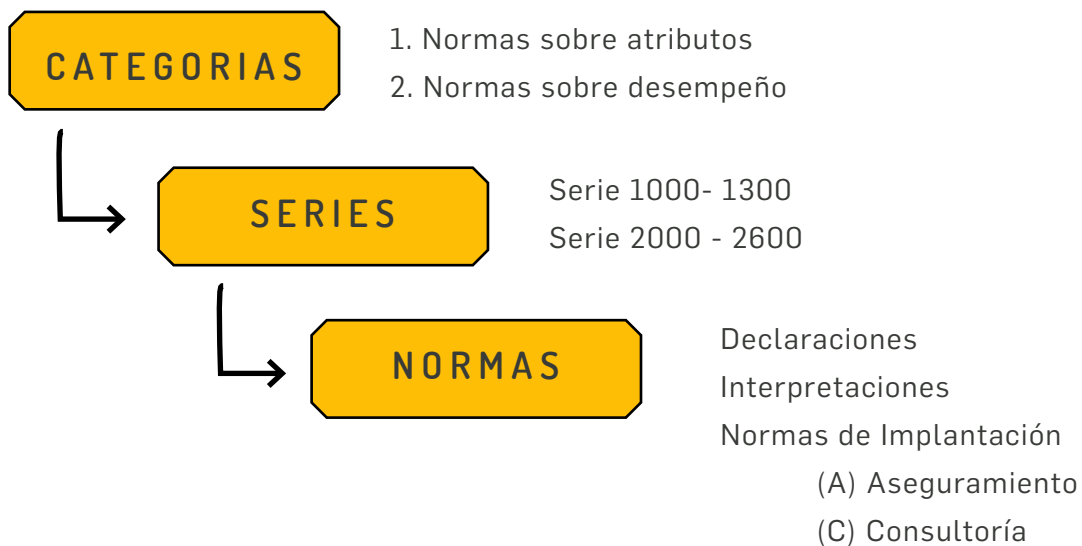 CATEGORIAS
1. Normas sobre atributos
2. Normas sobre desempeño
SERIES
Serie 1000- 1300
Serie 2000 - 2600
NORMAS
Declaraciones
Interpretaciones
Normas de Implantación
(A) Aseguramiento
(C) Consultoría